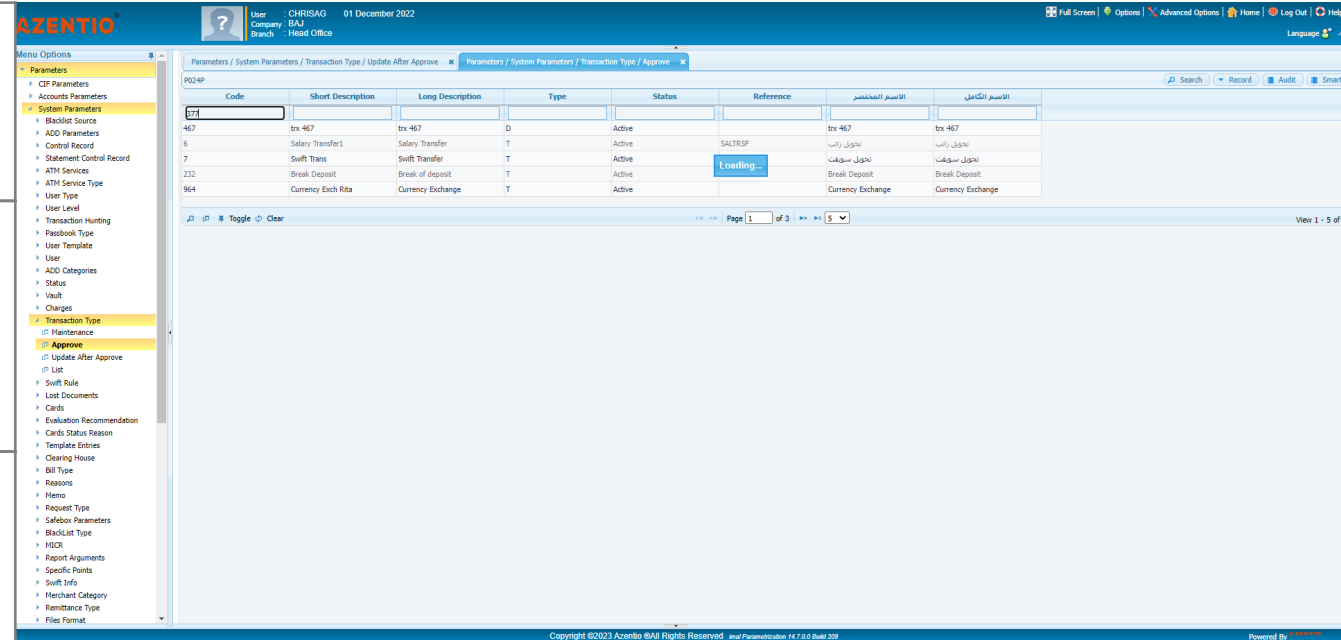 AZENTIO
User : CHRISAG 01 December 2022
Company : BAJ
Branch : Head Office
Full Screen | Options | Advanced Options | Home | Log Out | Help
Language
Menu Options
Parameters
CIF Parameters
Accounts Parameters
System Parameters
Blacklist Source
ADD Parameters
Control Record
Statement Control Record
ATM Services
ATM Service Type
User Type
User Level
Transaction Hunting
Passbook Type
User Template
User
ADD Categories
Status
Vault
Charges
Transaction Type
Maintenance
Approve
Update After Approve
List
Swift Rule
Lost Documents
Cards
Evaluation Recommendation
Cards Status Reason
Template Entries
Clearing House
Bill Type
Reasons
Memo
Request Type
Safebox Parameters
BlackList Type
MICR
Report Arguments
Specific Points
Swift Info
Merchant Category
Remittance Type
Files Format
Parameters / System Parameters / Transaction Type / Update After Approve Parameters / System Parameters / Transaction Type / Approve
P024P Search Record Audit Smart
Code Short Description Long Description Type Status Reference الاسم المختصر الاسم الكامل
377
467 trx 467 trx 467 D Active trx 467 trx 467
6 Salary Transfer1 Salary Transfer T Active SALTRSF تحويل راتب تحويل راتب
7 Swift Trans Swift Transfer T Active تحويل سويفت تحويل سويفت
Loading...
232 Break Deposit Break of deposit T Active Break Deposit Break Deposit
964 Currency Exch Rita Currency Exchange T Active Currency Exchange Currency Exchange
Toggle Clear Page 1 of 3 5 View 1 - 5 of
Copyright ©2023 Azentio ®All Rights Reserved imal Parametrization 14.7.0.0 Build 209 Powered By AZENTIO